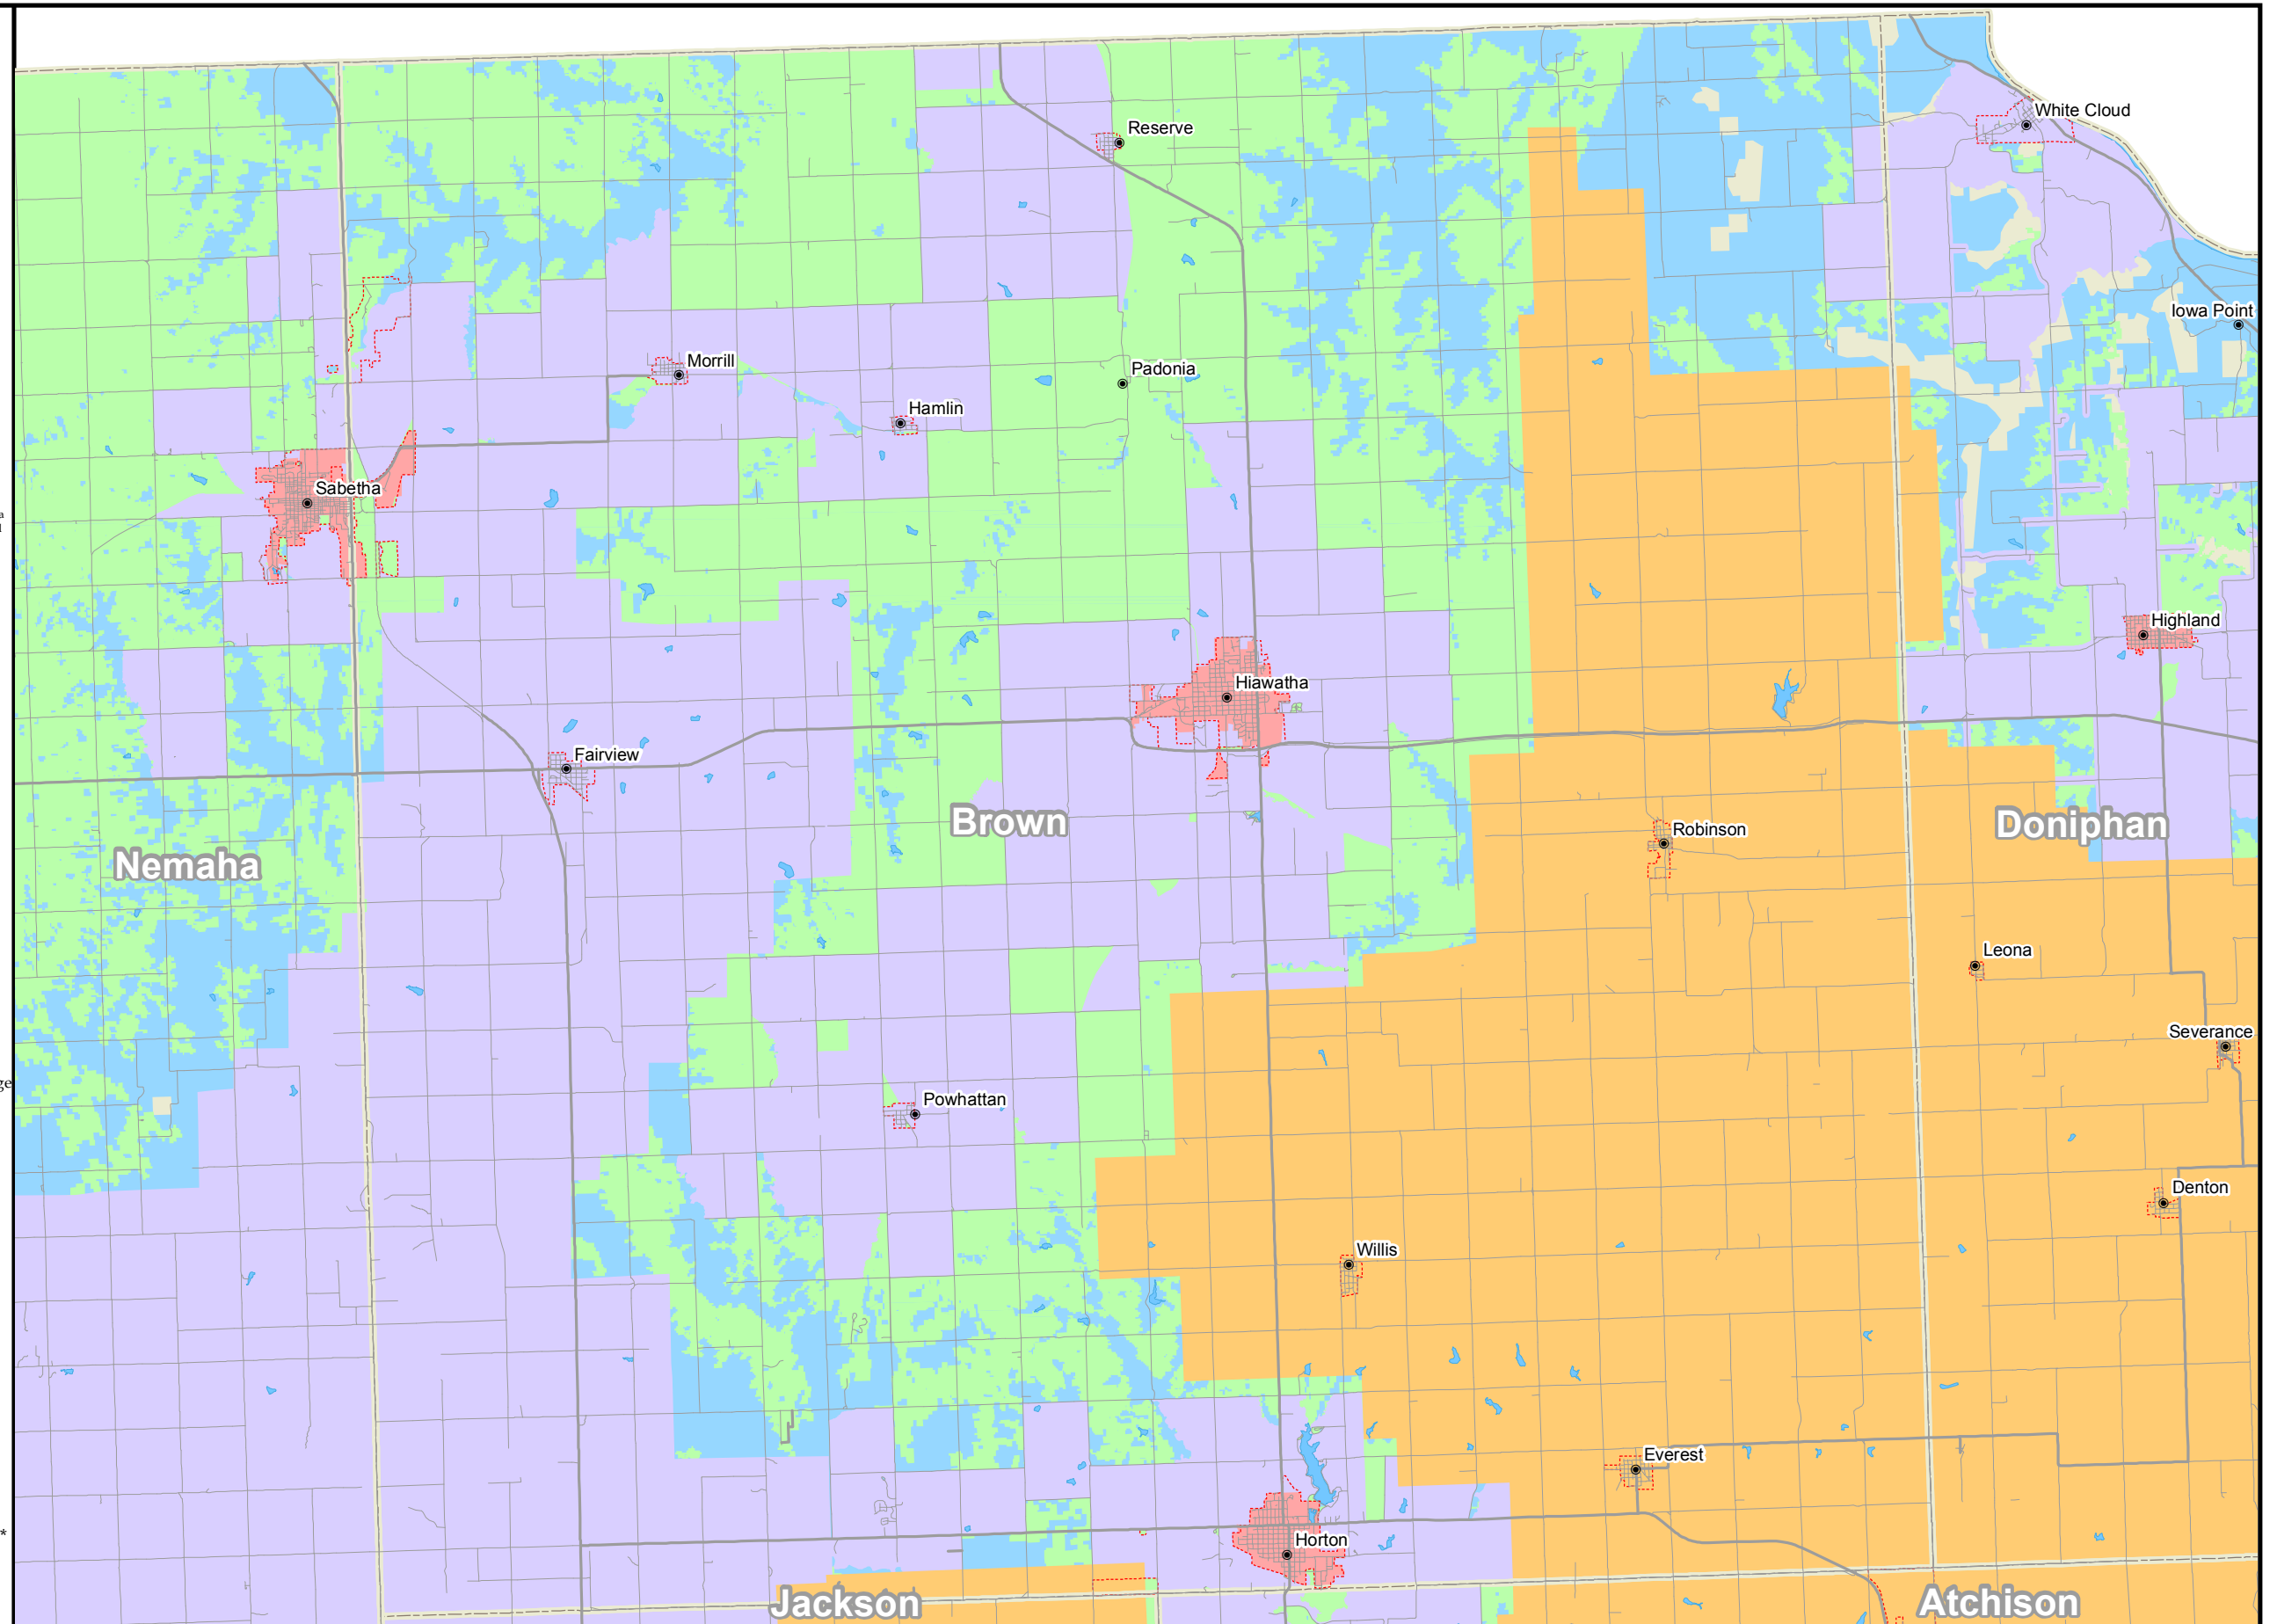 White Cloud
Reserve
Iowa Point
Morrill
Padonia
Hamlin
Sabetha
Highland
Hiawatha
Fairview
Brown
Robinson
Doniphan
Nemaha
Leona
Severance
Powhattan
Denton
Willis
Everest
Horton
Jackson
Atchison
*